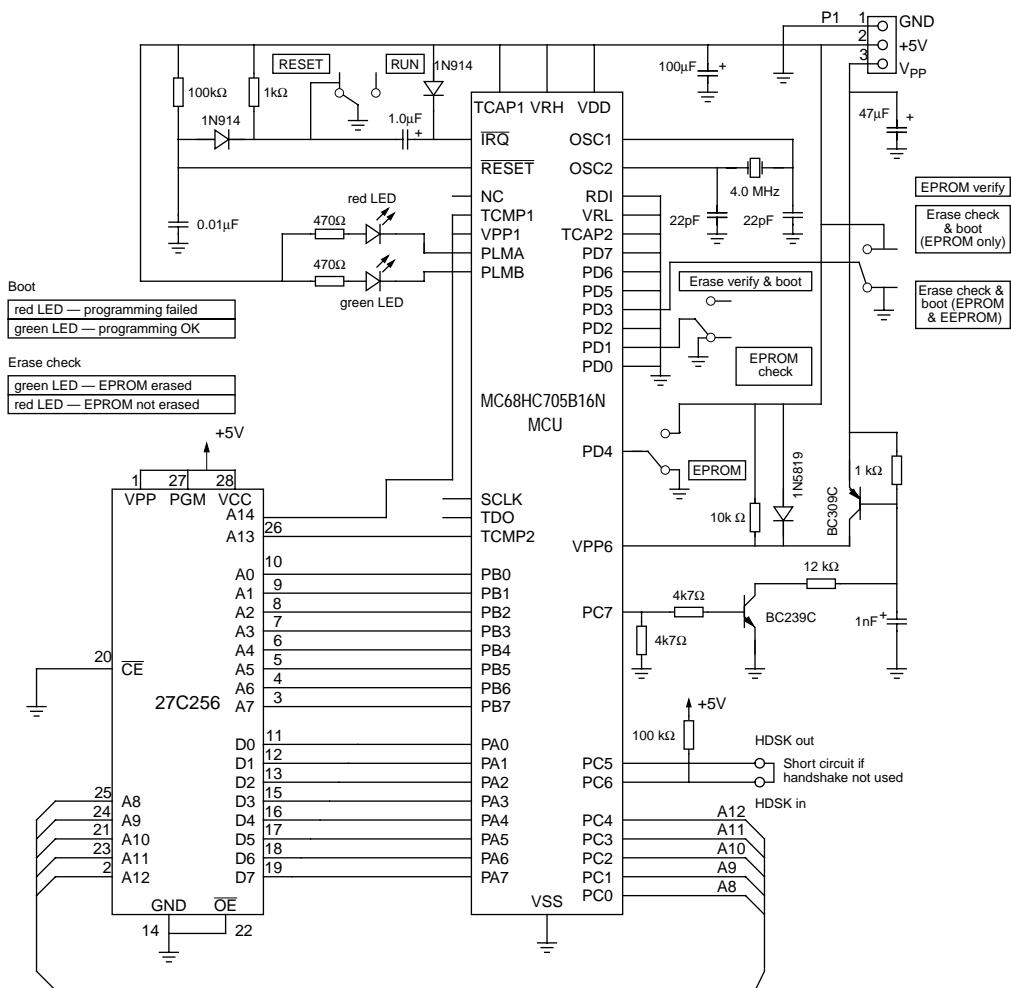 P1
1 GND
2 +5V
3 VPP
RESET
RUN
1N914
100µF
+
100kΩ
1kΩ
1N914
1.0µF
+
47µF
+
0.01µF
TCAP1 VRH VDD
IRQ
RESET
NC
TCMP1
VPP1
PLMA
PLMB
SCLK
TDO
TCMP2
PB0
PB1
PB2
PB3
PB4
PB5
PB6
PB7
PA0
PA1
PA2
PA3
PA4
PA5
PA6
PA7
OSC1
OSC2
RDI
VRL
TCAP2
PD7
PD6
PD5
PD3
PD2
PD1
PD0
PD4
VPP6
PC7
PC5
PC6
PC4
PC3
PC2
PC1
PC0
VSS
MC68HC705B16N
MCU
4.0 MHz
22pF
22pF
EPROM verify
Erase check
& boot
(EPROM only)
Erase check &
boot (EPROM
& EEPROM)
Erase verify & boot
EPROM
check
EPROM
red LED
470Ω
470Ω
green LED
Boot
red LED — programming failed
green LED — programming OK
Erase check
green LED — EPROM erased
red LED — EPROM not erased
+5V
1 27 28
VPP PGM VCC
A14
A13 26
A0 10
A1 9
A2 8
A3 7
A4 6
A5 5
A6 4
A7 3
20 CE
27C256
D0 11
D1 12
D2 13
D3 15
D4 16
D5 17
D6 18
D7 19
25 A8
24 A9
21 A10
23 A11
2 A12
GND OE
14 22
10k Ω
1N5819
BC309C
1 kΩ
12 kΩ
4k7Ω
4k7Ω
BC239C
1nF
+
+5V
100 kΩ
HDSK out
Short circuit if
handshake not used
HDSK in
A12
A11
A10
A9
A8